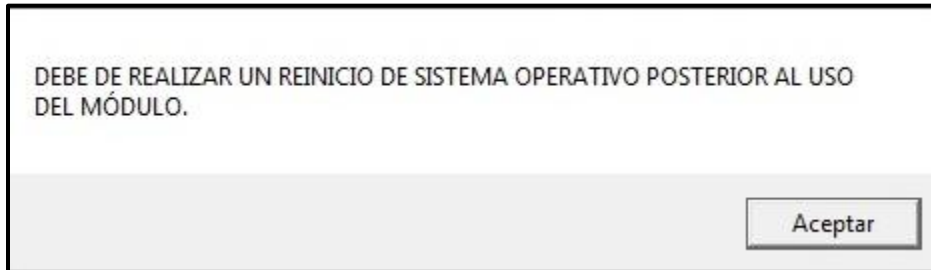 DEBE DE REALIZAR UN REINICIO DE SISTEMA OPERATIVO POSTERIOR AL USO
DEL MÓDULO.
Aceptar